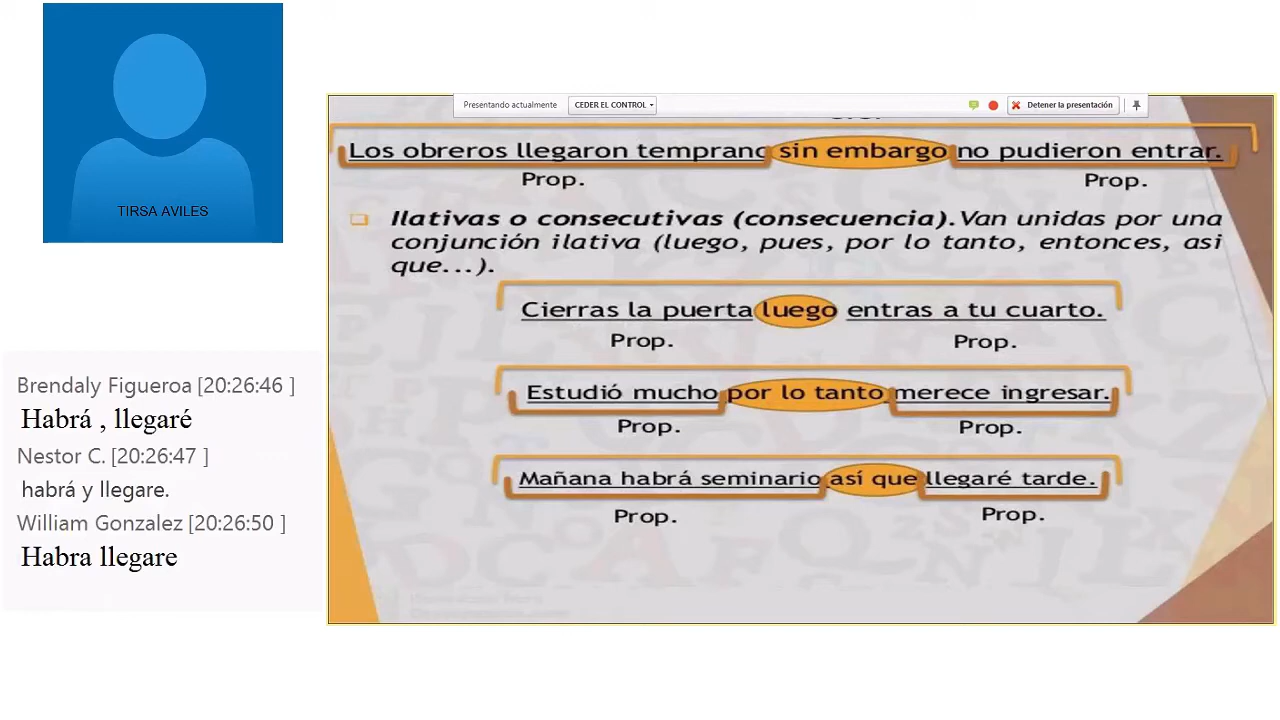 TIRSA AVILES
Brendaly Figueroa [20:26:46 ]
Habrá , llegaré
Nestor C. [20:26:47 ]
habrá y llegare.
William Gonzalez [20:26:50 ]
Habra llegare
Presentando actualmente CEDER EL CONTROL Detener la presentación
Los obreros llegaron temprano sin embargo no pudieron entrar.
Prop. Prop.
Ilativas o consecutivas (consecuencia). Van unidas por una
conjunción ilativa (luego, pues, por lo tanto, entonces, asi
que...).
Cierras la puerta luego entras a tu cuarto.
Prop. Prop.
Estudió mucho por lo tanto merece ingresar.
Prop. Prop.
Mañana habrá seminario así que llegaré tarde.
Prop. Prop.